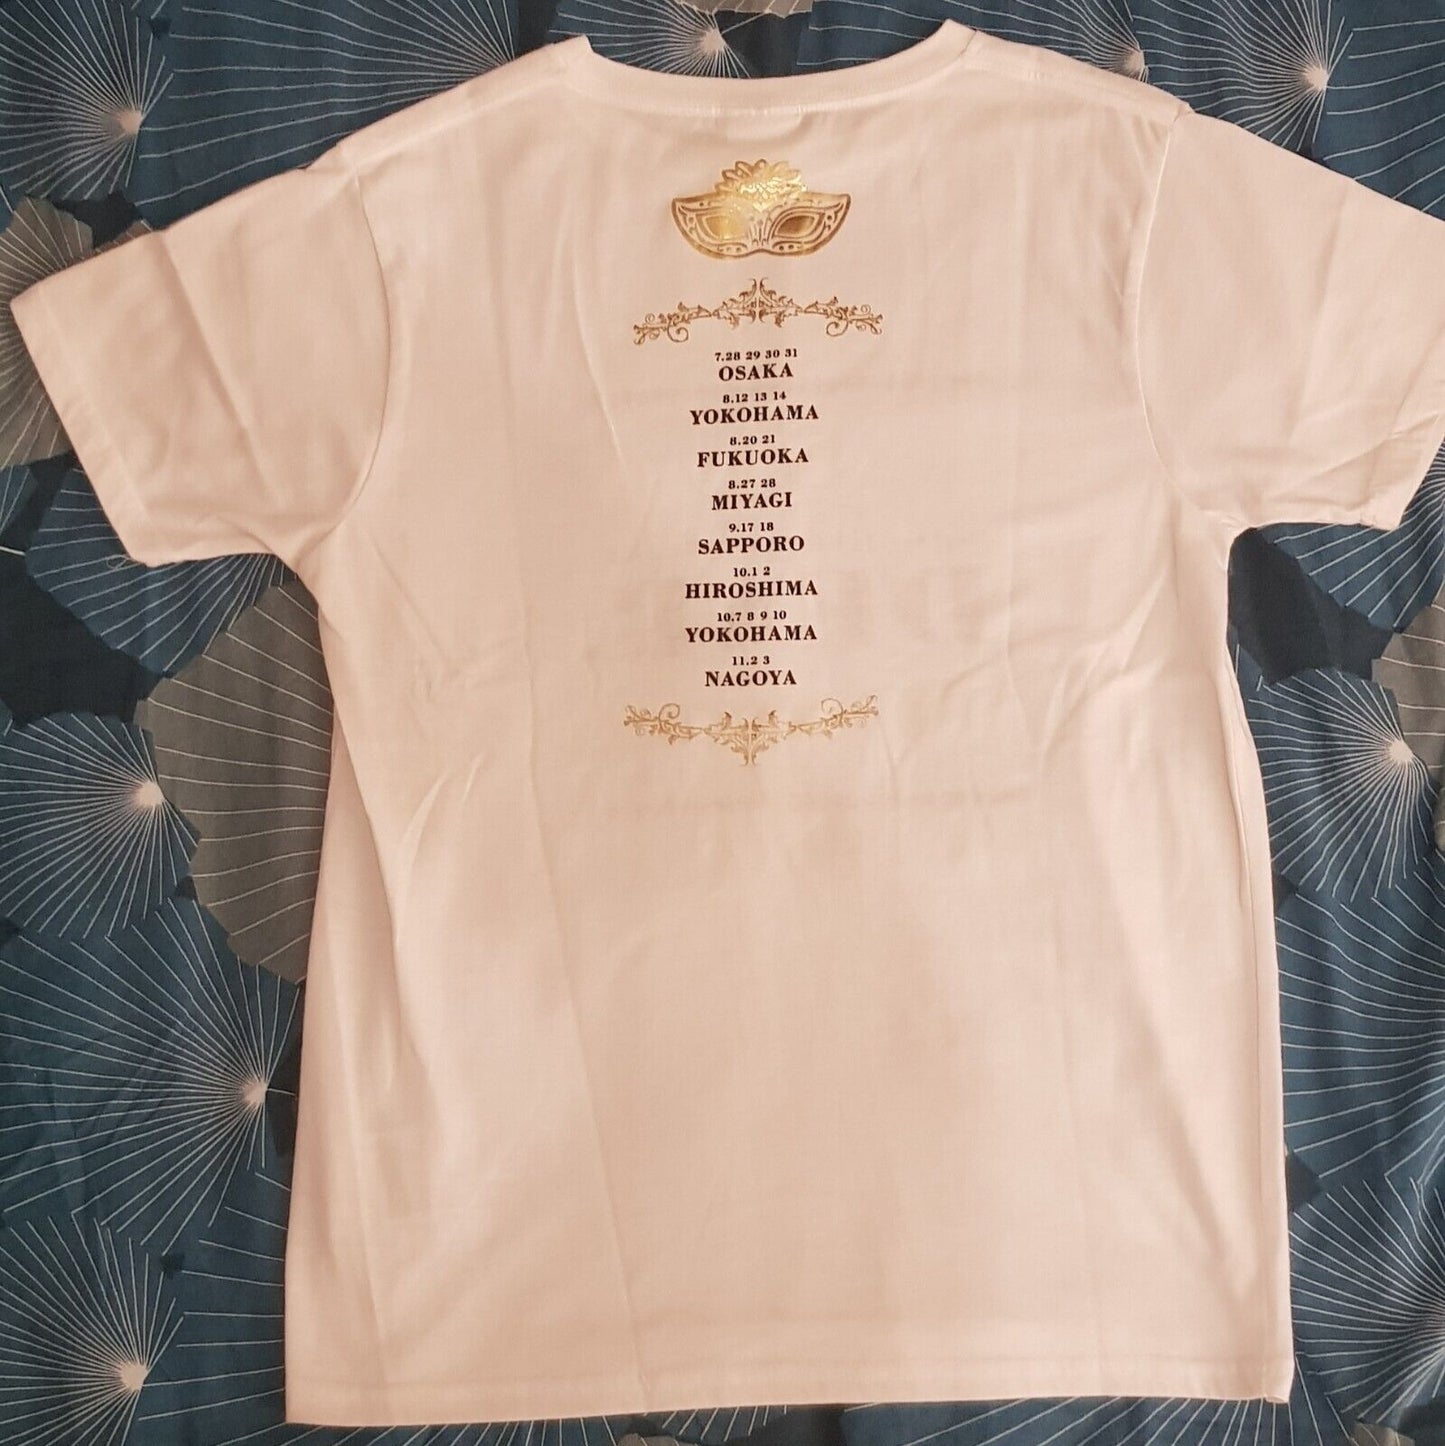 7.28 29 30 31
OSAKA
8.12 13 14
YOKOHAMA
8.20 21
FUKUOKA
8.27 28
MIYAGI
9.17 18
SAPPORO
10.1 2
HIROSHIMA
10.7 8 9 10
YOKOHAMA
11.2 3
NAGOYA